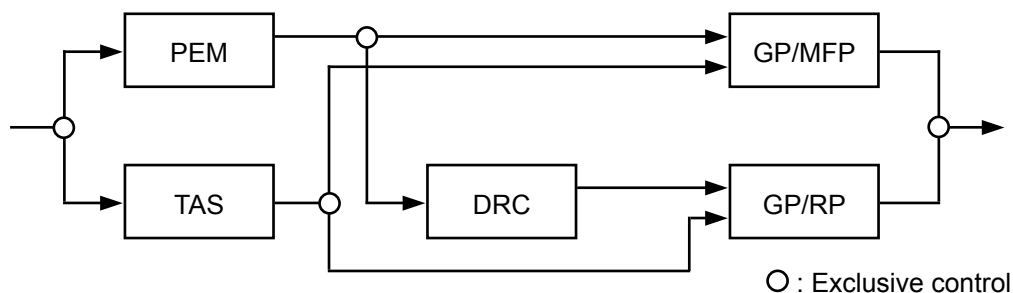 PEM
GP/MFP
TAS
DRC
GP/RP
: Exclusive control